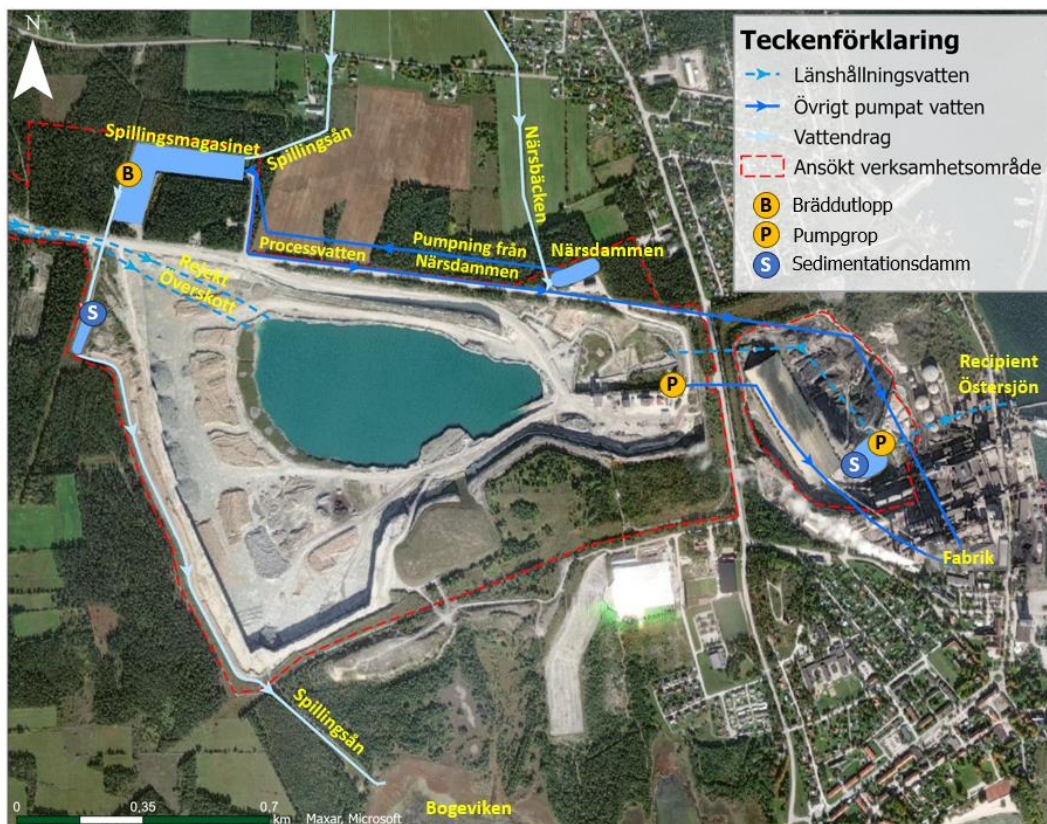 N
Teckenförklaring
Länshållningsvatten
Övrigt pumpat vatten
Vattendrag
Ansökt verksamhetsområde
B Bräddutlopp
P Pumpgrop
S Sedimentationsdamm
Spillingsmagasinet
Spillingsån
Närsbäcken
B
Processvatten
Pumpning från
Närsdammen
Närsdammen
Rejekt
Överskott
S
P
P
S
Recipient
Östersjön
Fabrik
Spillingsån
Bogeviken
0 0,35 0,7
km Maxar, Microsoft